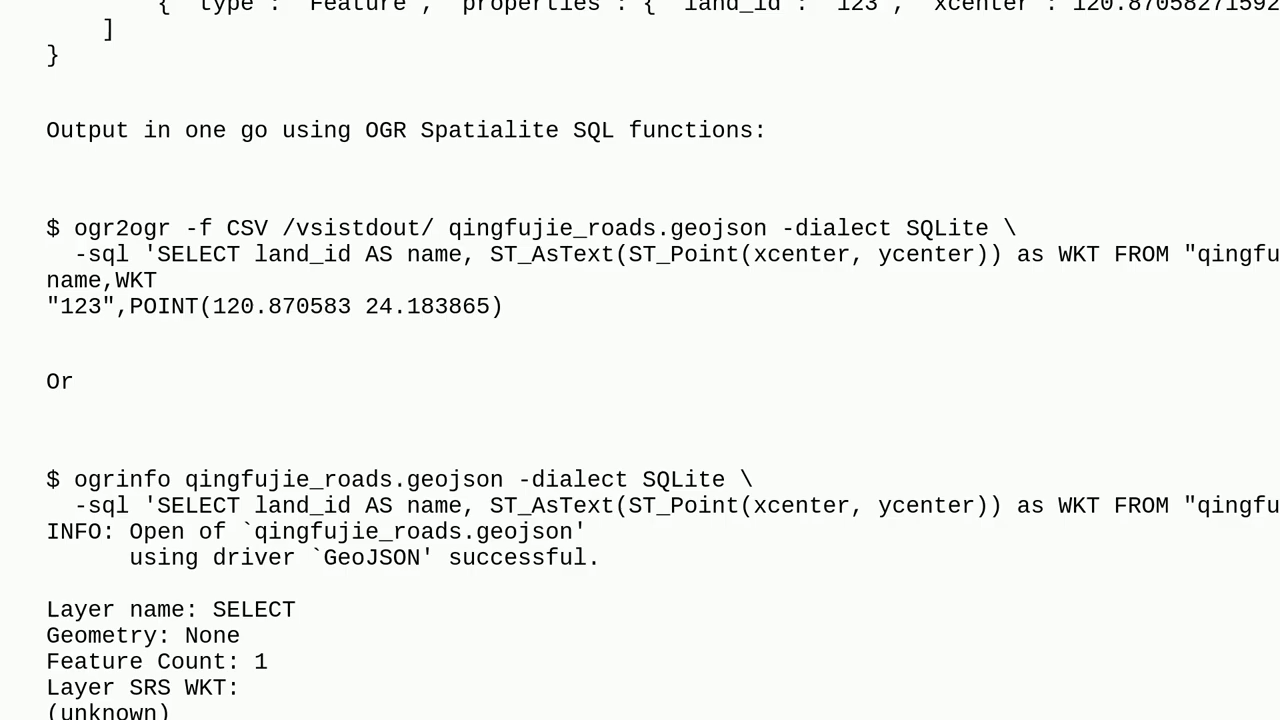 { "type": "Feature", "properties": { "land_id": "123", "xcenter": 120.87058271592
]
}
Output in one go using OGR Spatialite SQL functions:
$ ogr2ogr -f CSV /vsistdout/ qingfujie_roads.geojson -dialect SQLite \
-sql 'SELECT land_id AS name, ST_AsText(ST_Point(xcenter, ycenter)) as WKT FROM "qingfu
name,WKT
"123",POINT(120.870583 24.183865)
Or
$ ogrinfo qingfujie_roads.geojson -dialect SQLite \
-sql 'SELECT land_id AS name, ST_AsText(ST_Point(xcenter, ycenter)) as WKT FROM "qingfu
INFO: Open of `qingfujie_roads.geojson'
using driver `GeoJSON' successful.
Layer name: SELECT
Geometry: None
Feature Count: 1
Layer SRS WKT:
(unknown)